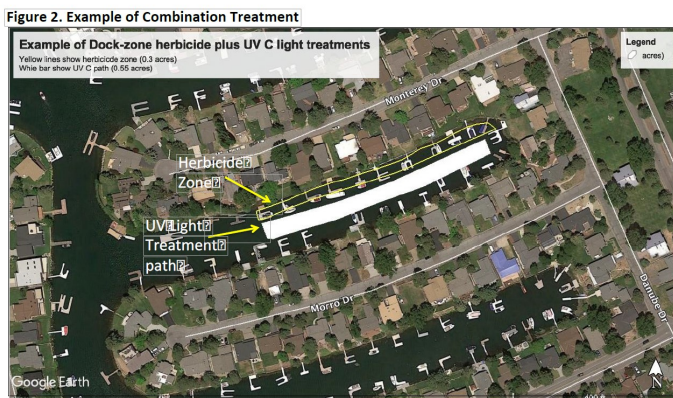 Figure 2. Example of Combination Treatment
Example of Dock-zone herbicide plus UV C light treatments
Yellow lines show herbicicde zone (0.3 acres)
Whie bar show UV C path (0.55 acres)
Legend
acres)
Monterey Dr
Herbicide
Zone
UV Light
Treatment
path
Morro Dr
Danube Dr
Google Earth
N